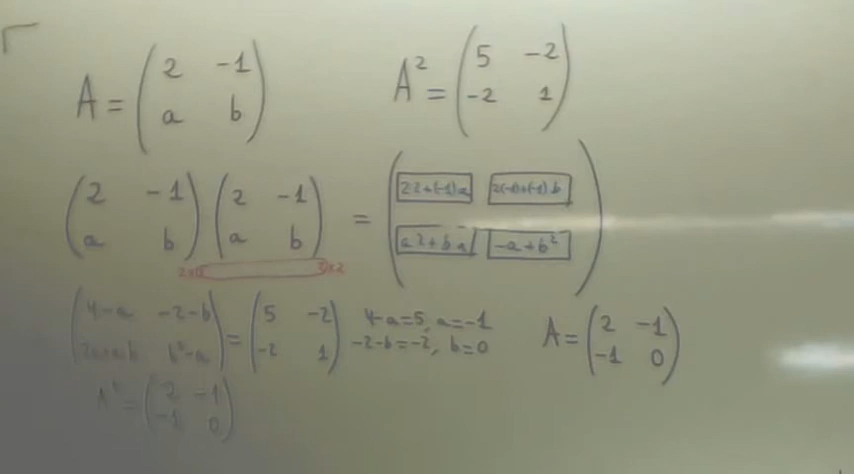 A = (2 -1 a b) A² = (5 -2 -2 1)
(2 -1 a b) (2 -1 a b) = (2·2+(-1)a 2(-1)+(-1)b a2+ba -a+b²)
2x2 2x2
(4-a -2-b 2a+ab b²-a) = (5 -2 -2 1) 4-a=5, a=-1
-2-b=-2, b=0
A = (2 -1 -1 0)
= (2 -1 -1 0)